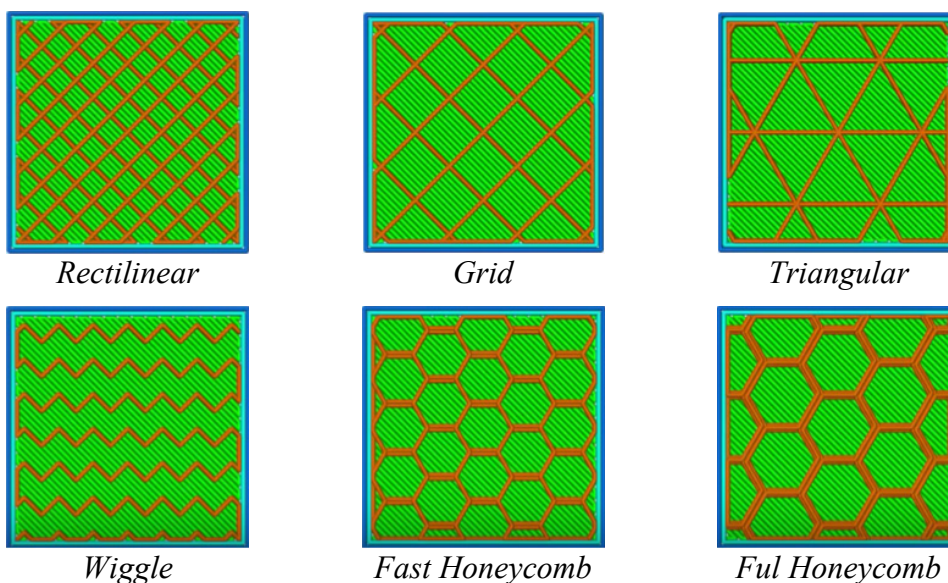 Rectilinear
Grid
Triangular
Wiggle
Fast Honeycomb
Ful Honeycomb